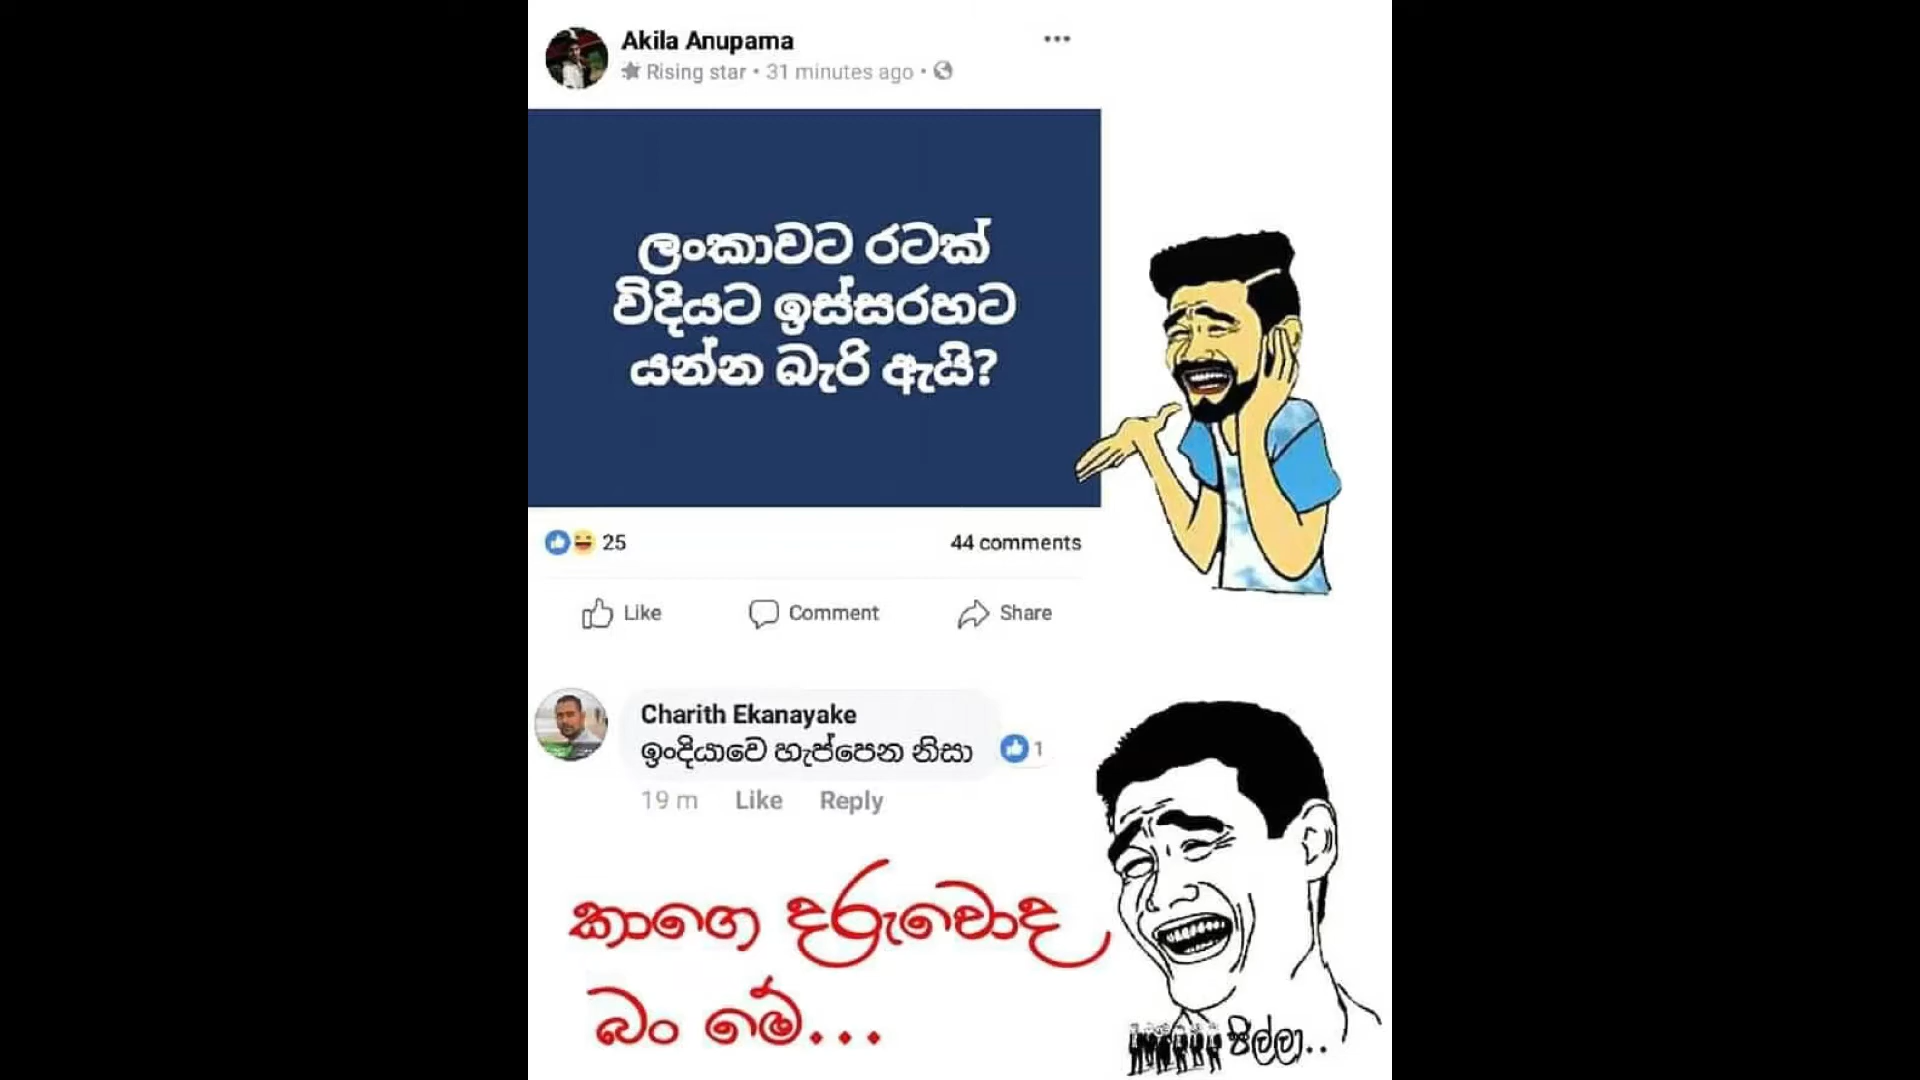 Akila Anupama
Rising star • 31 minutes ago •
ලංකාවට රටක්
විදියට ඉස්සරහට
යන්න බැරි ඇයි?
25
44 comments
Like Comment Share
Charith Ekanayake
ඉංදියාවෙ හැප්පෙන නිසා
1
19 m Like Reply
කාගෙ දරුවොද
බං මේ...
පිල්ලා..